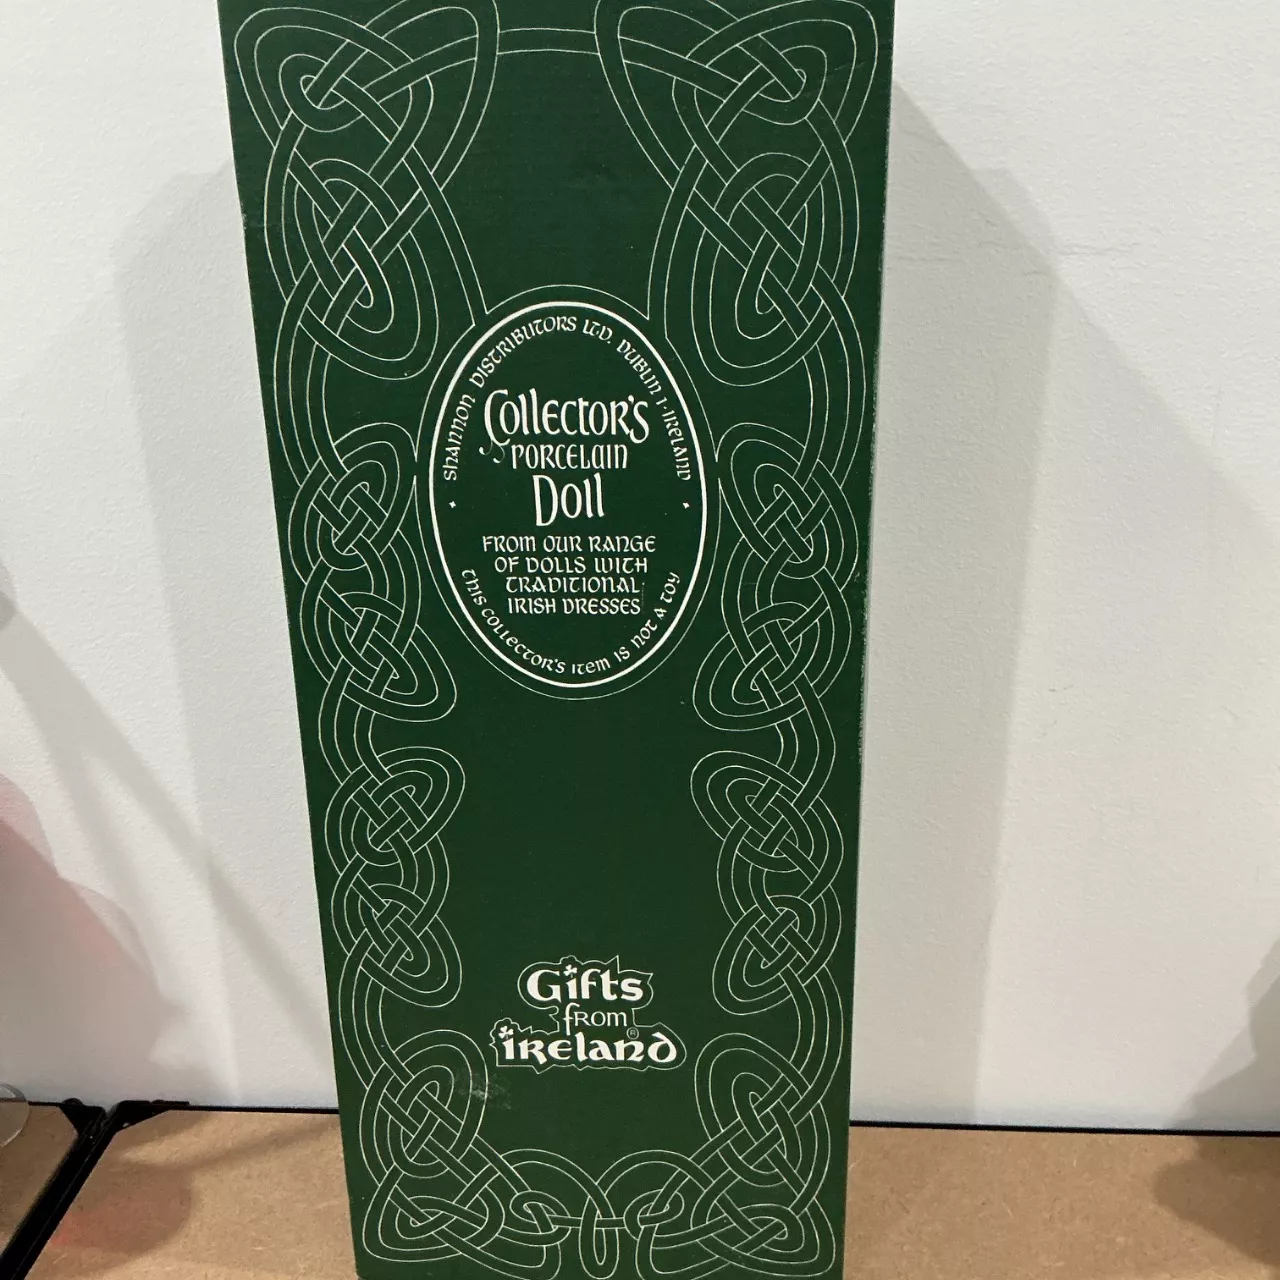 SHANNON DISTRIBUTORS LTD. DUBLIN 1-IRELAND
Collector's
PORCELAIN
Doll
FROM OUR RANGE
OF DOLLS WITH
TRADITIONAL
IRISH DRESSES
THIS COLLECTOR'S ITEM IS NOT A TOY
Gifts
from
Ireland®